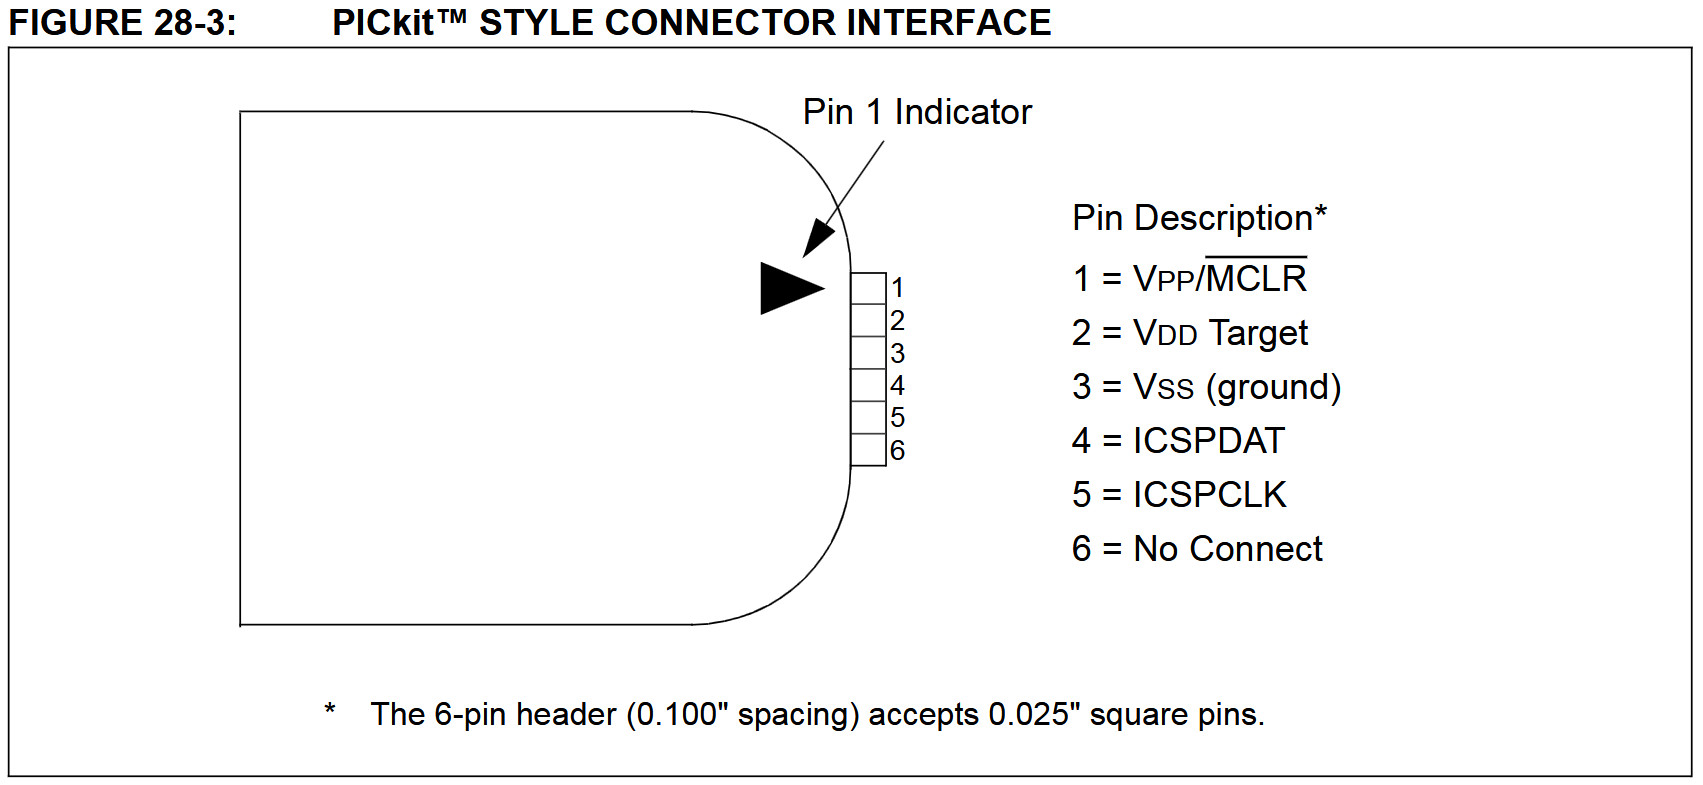 FIGURE 28-3: PICkit™ STYLE CONNECTOR INTERFACE
Pin 1 Indicator
1
2
3
4
5
6
Pin Description*
1 = VPP/MCLR
2 = VDD Target
3 = VSS (ground)
4 = ICSPDAT
5 = ICSPCLK
6 = No Connect
* The 6-pin header (0.100" spacing) accepts 0.025" square pins.